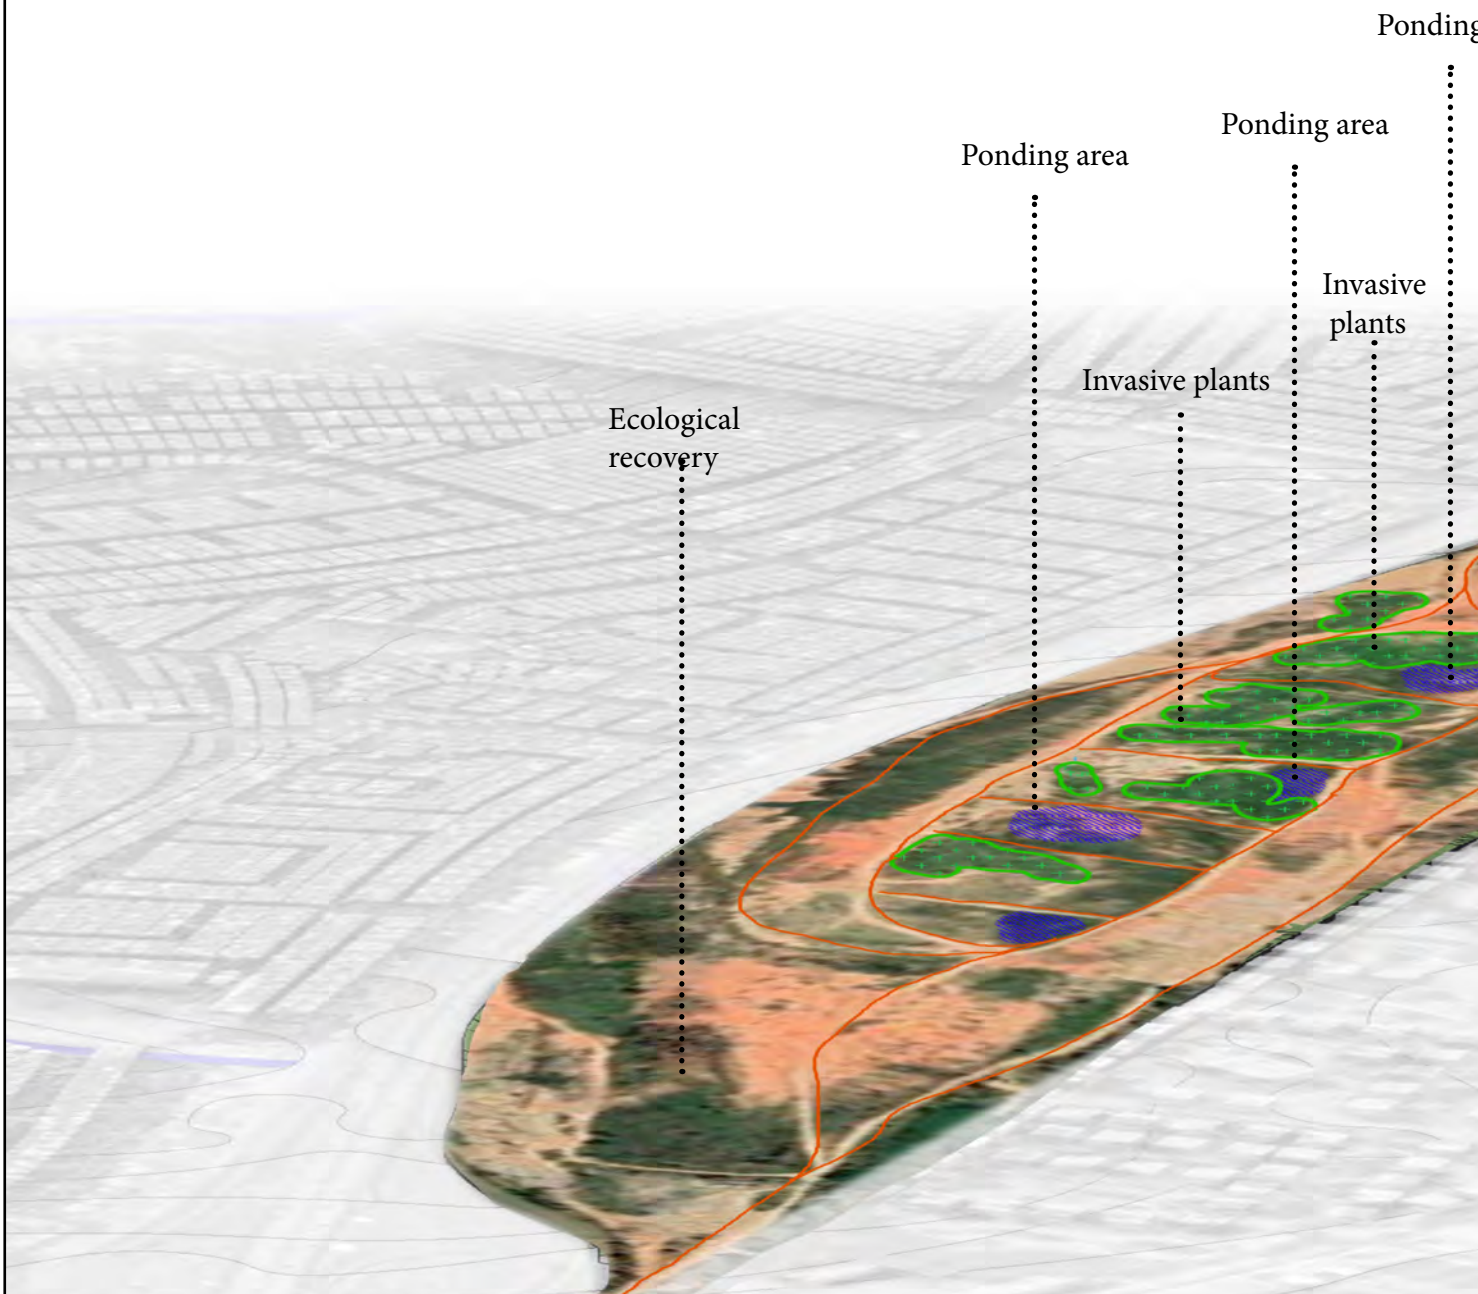 Ponding
Ponding area
Ponding area
Invasive
plants
Invasive plants
Ecological
recovery